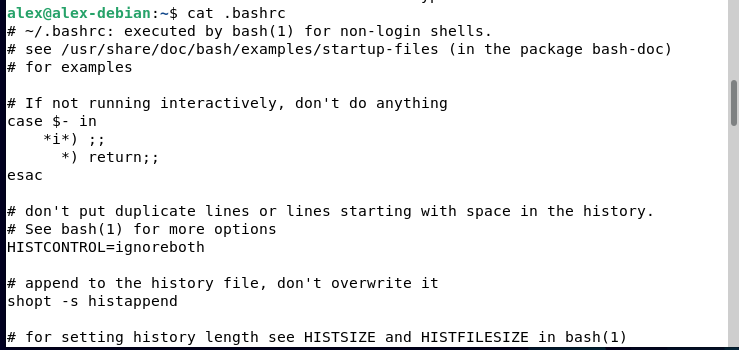 alex@alex-debian:~$ cat .bashrc
# ~/.bashrc: executed by bash(1) for non-login shells.
# see /usr/share/doc/bash/examples/startup-files (in the package bash-doc)
# for examples

# If not running interactively, don't do anything
case $- in
    *i*) ;;
      *) return;;
esac

# don't put duplicate lines or lines starting with space in the history.
# See bash(1) for more options
HISTCONTROL=ignoreboth

# append to the history file, don't overwrite it
shopt -s histappend

# for setting history length see HISTSIZE and HISTFILESIZE in bash(1)